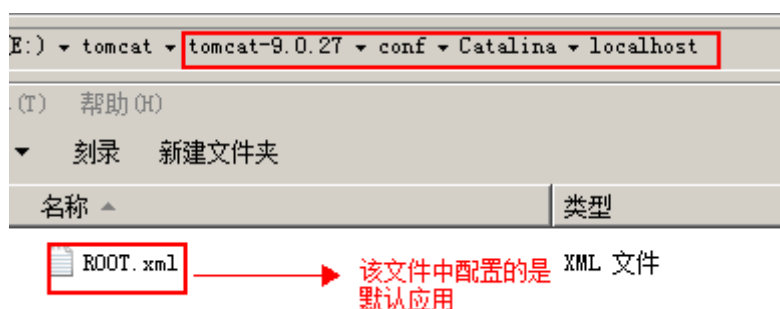 E:) ▾ tomcat ▾ tomcat-9.0.27 ▾ conf ▾ Catalina ▾ localhost
(T) 帮助(H)
刻录 新建文件夹
名称 类型
ROOT.xml 该文件中配置的是 XML 文件
默认应用